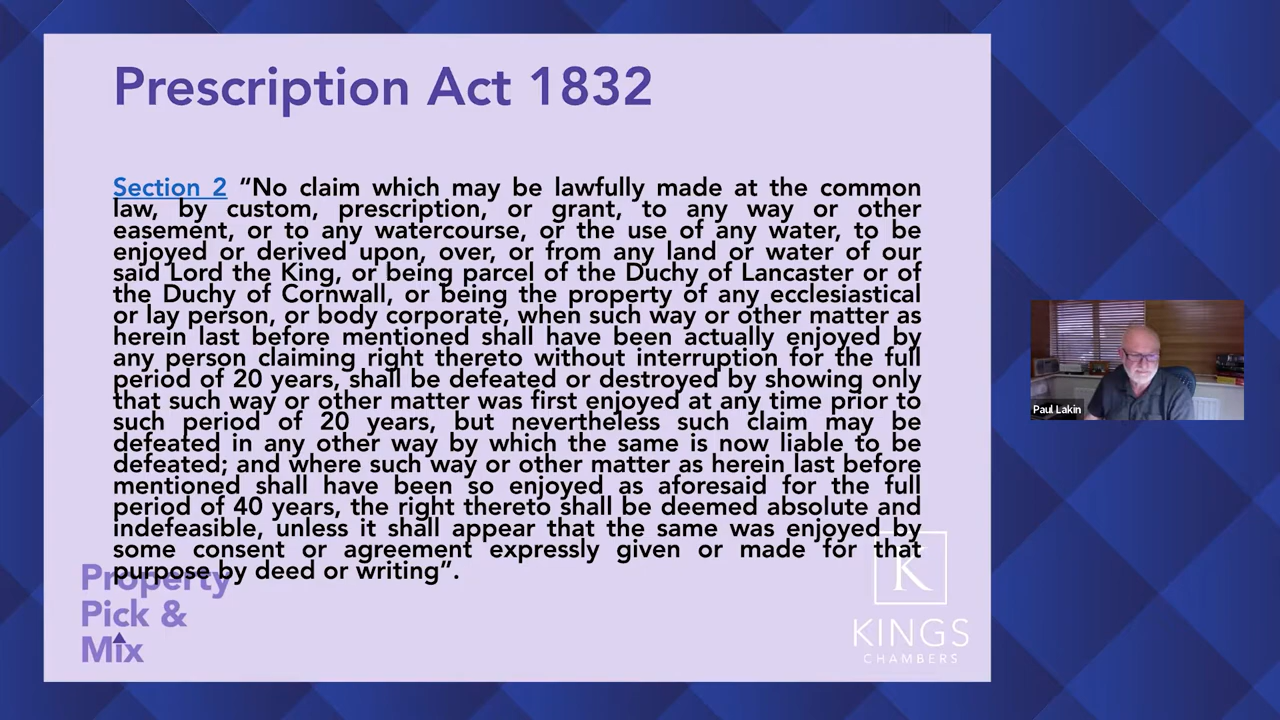 Prescription Act 1832
Section 2 “No claim which may be lawfully made at the common
law, by custom, prescription, or grant, to any way or other
easement, or to any watercourse, or the use of any water, to be
enjoyed or derived upon, over, or from any land or water of our
said Lord the King, or being parcel of the Duchy of Lancaster or of
the Duchy of Cornwall, or being the property of any ecclesiastical
or lay person, or body corporate, when such way or other matter as
herein last before mentioned shall have been actually enjoyed by
any person claiming right thereto without interruption for the full
period of 20 years, shall be defeated or destroyed by showing only
that such way or other matter was first enjoyed at any time prior to
such period of 20 years, but nevertheless such claim may be
defeated in any other way by which the same is now liable to be
defeated; and where such way or other matter as herein last before
mentioned shall have been so enjoyed as aforesaid for the full
period of 40 years, the right thereto shall be deemed absolute and
indefeasible, unless it shall appear that the same was enjoyed by
some consent or agreement expressly given or made for that
purpose by deed or writing”.
Property
Pick &
Mix
K
KINGS
CHAMBERS
Paul Lakin